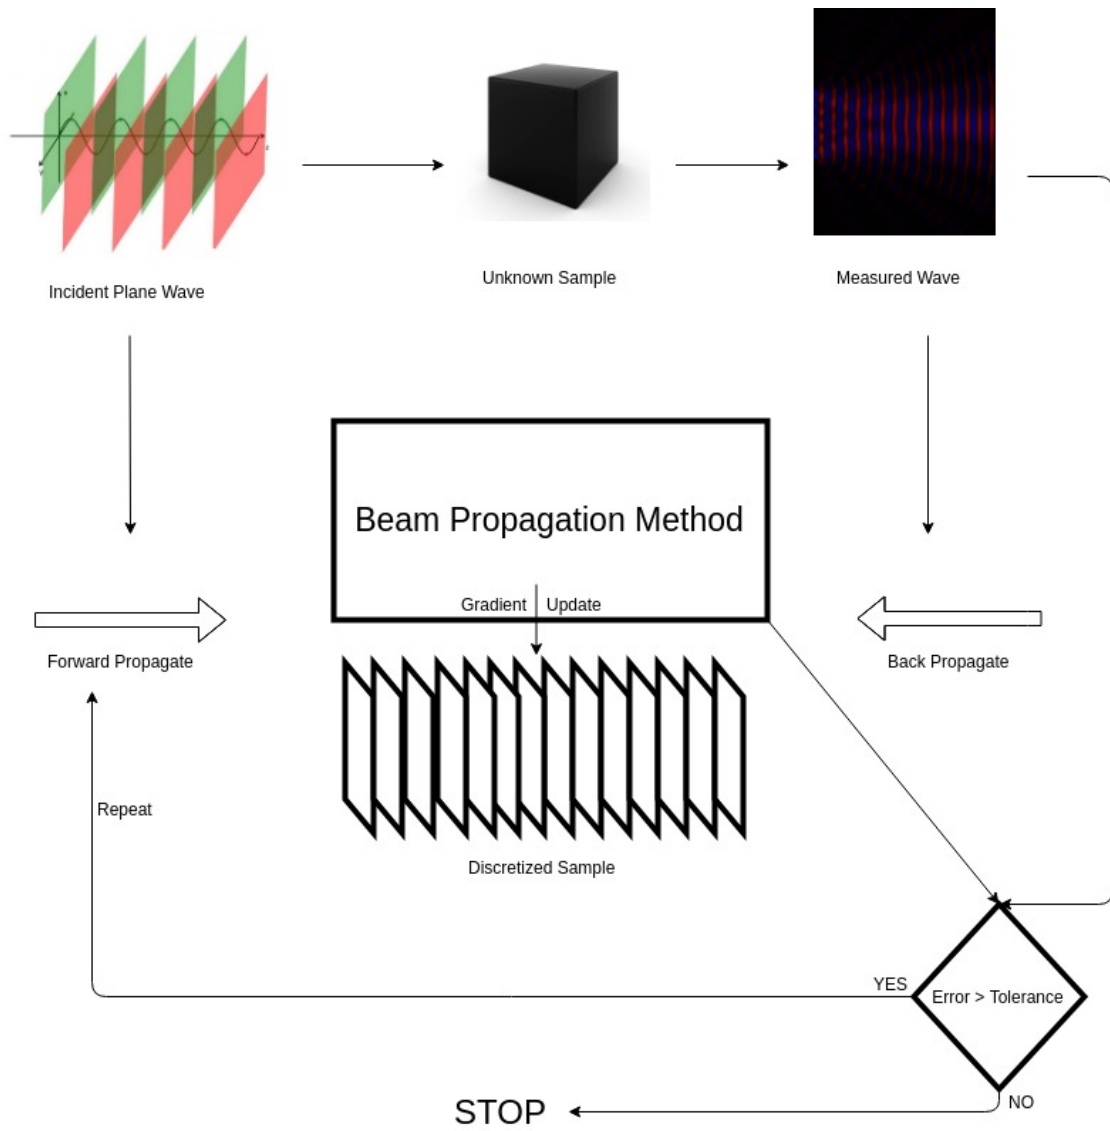 Incident Plane Wave
Unknown Sample
Measured Wave
Beam Propagation Method
Gradient Update
Forward Propagate
Back Propagate
Repeat
Discretized Sample
YES
Error > Tolerance
NO
STOP